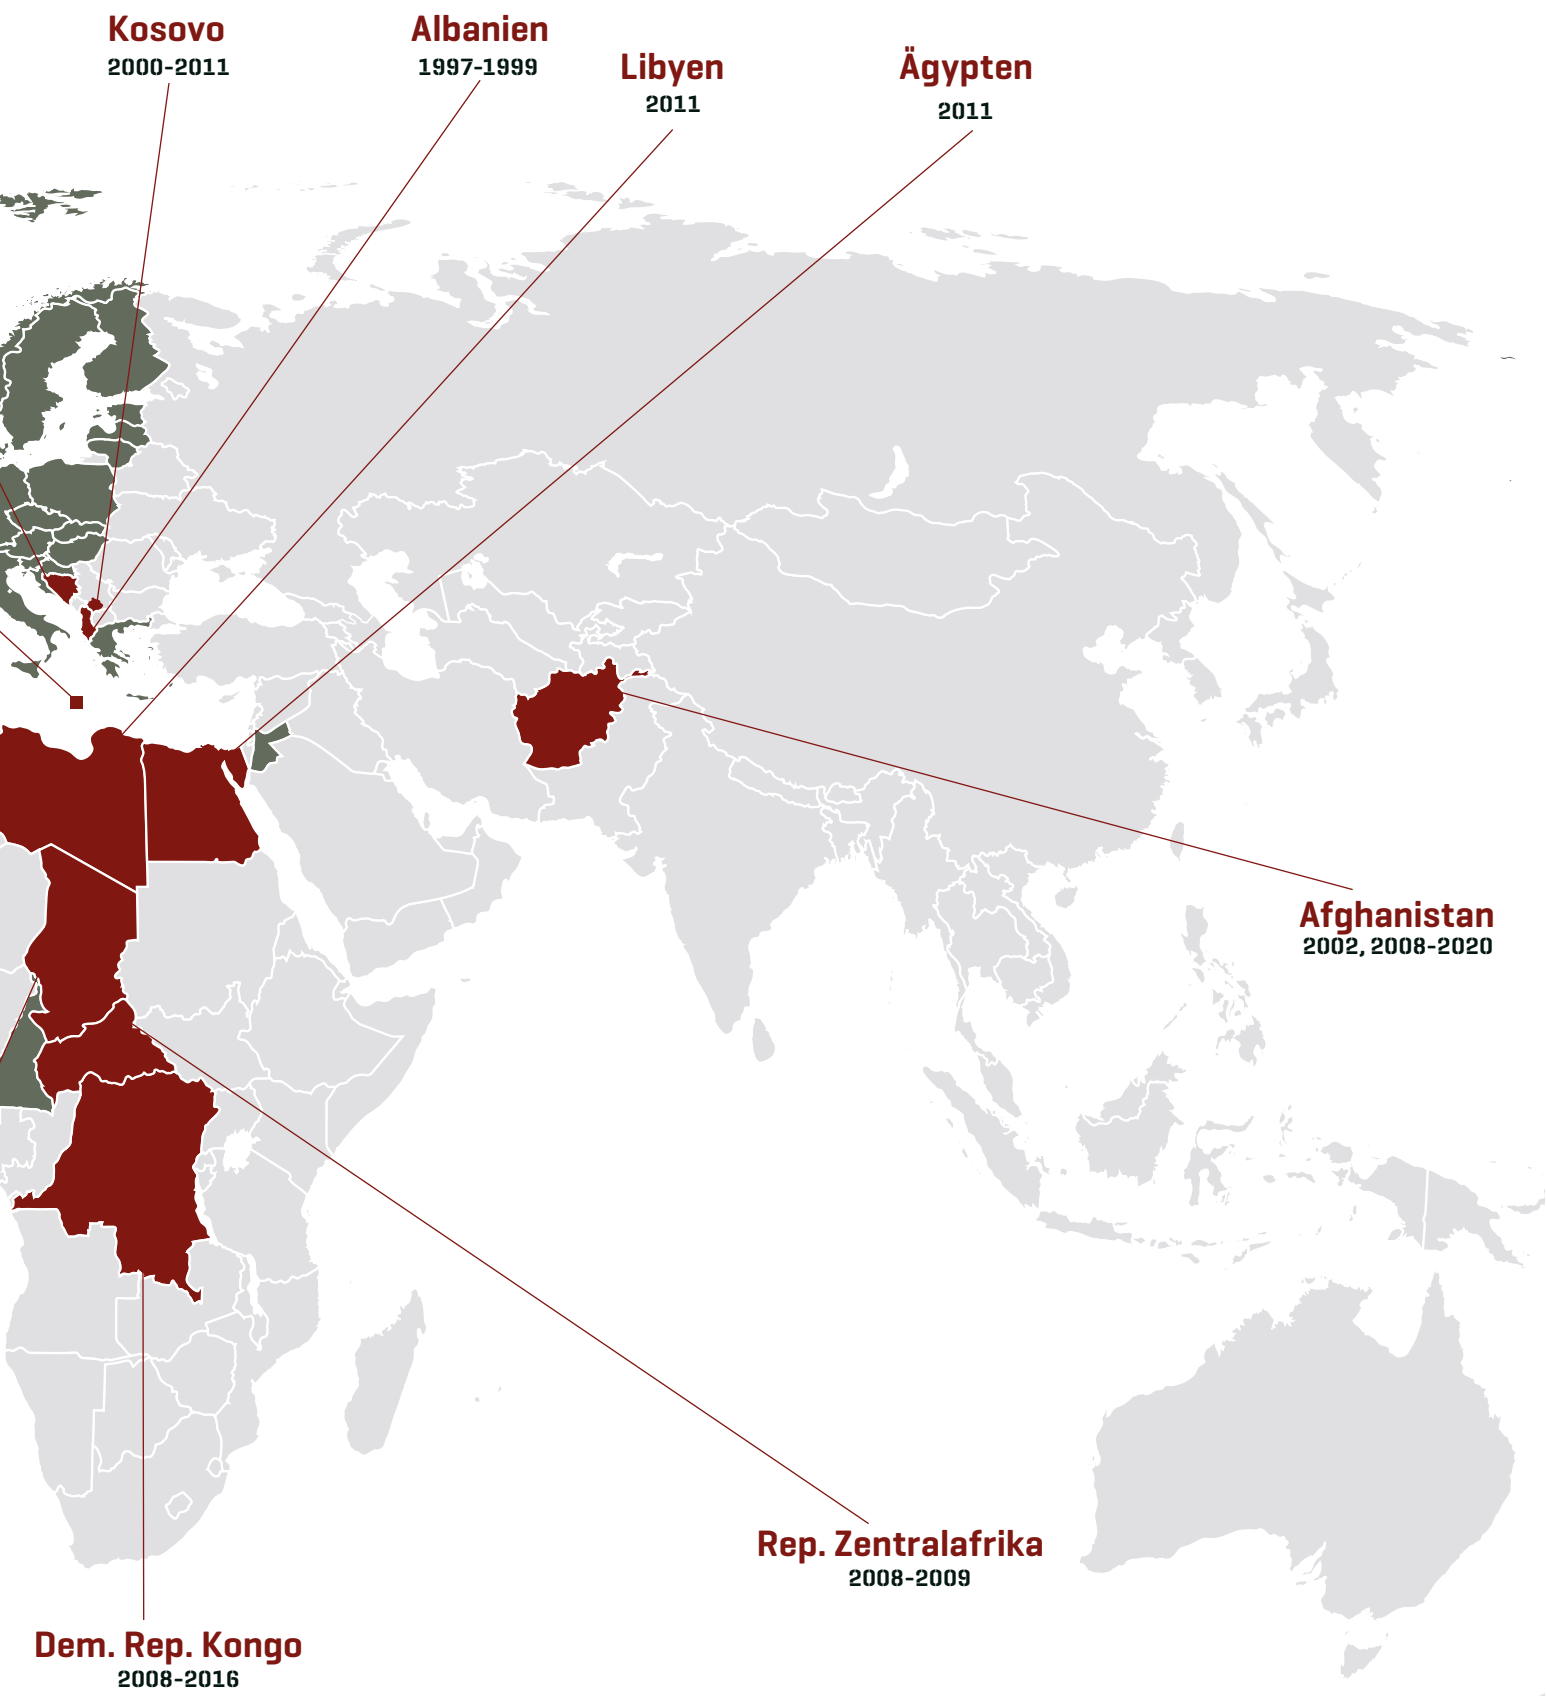 Kosovo
2000-2011
Albanien
1997-1999
Libyen
2011
Ägypten
2011
Afghanistan
2002, 2008-2020
Rep. Zentralafrika
2008-2009
Dem. Rep. Kongo
2008-2016